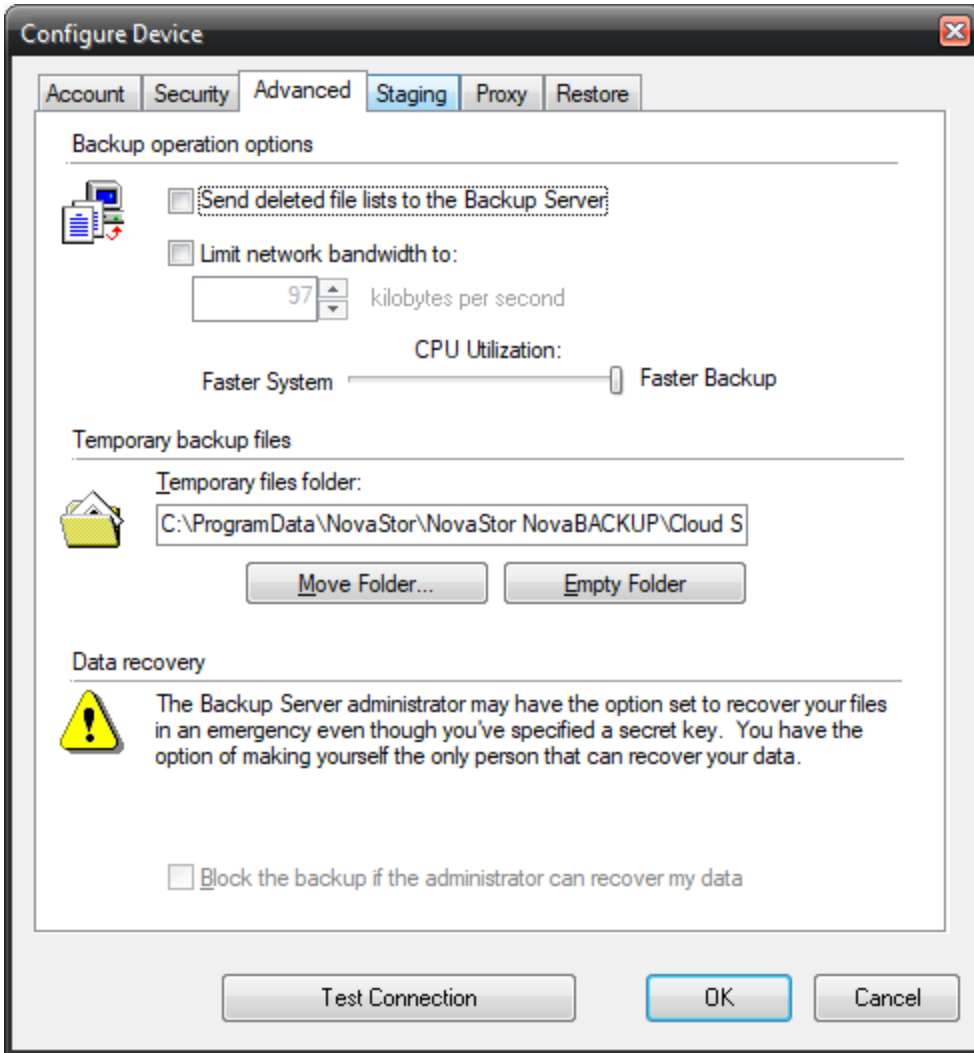 Configure Device
Account Security Advanced Staging Proxy Restore
Backup operation options
Send deleted file lists to the Backup Server
Limit network bandwidth to:
97 kilobytes per second
CPU Utilization:
Faster System Faster Backup
Temporary backup files
Temporary files folder:
C:\ProgramData\NovaStor\NovaStor NovaBACKUP\Cloud S
Move Folder... Empty Folder
Data recovery
The Backup Server administrator may have the option set to recover your files
in an emergency even though you've specified a secret key. You have the
option of making yourself the only person that can recover your data.
Block the backup if the administrator can recover my data
Test Connection OK Cancel